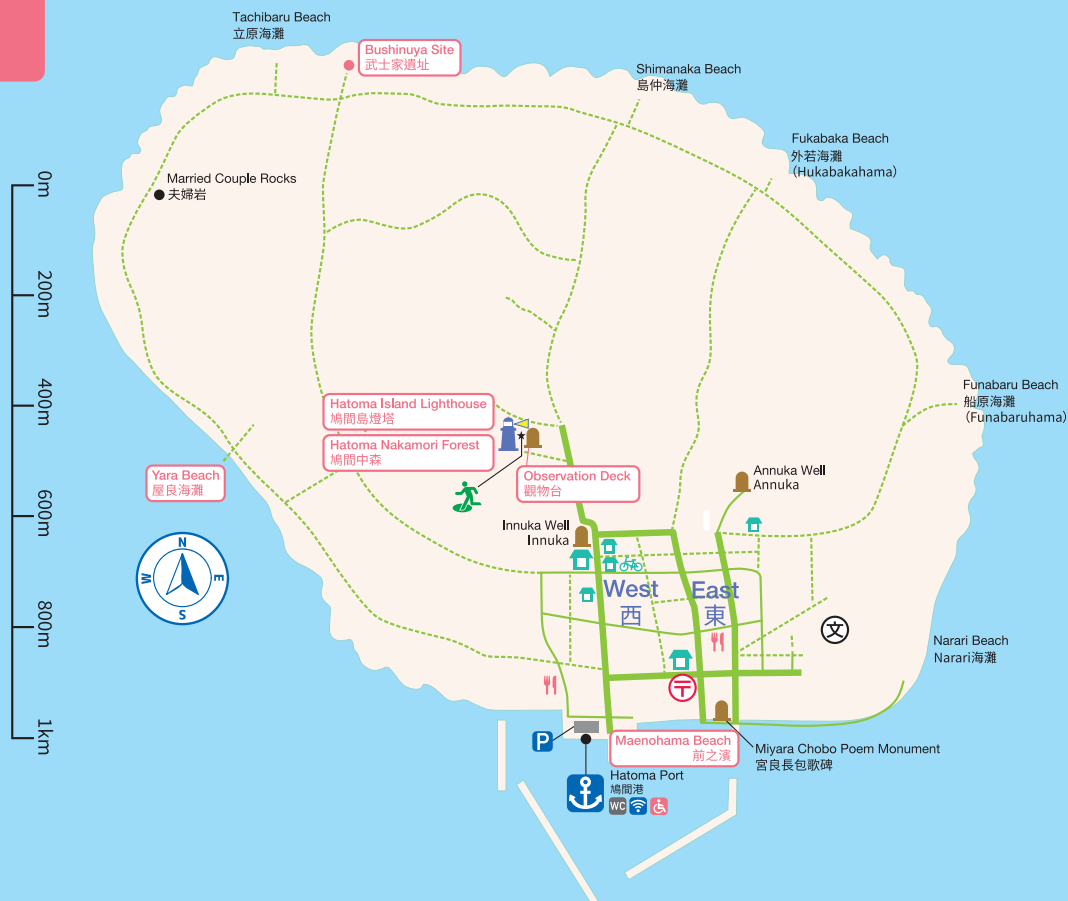 Tachibaru Beach
立原海灘
Bushinuya Site
武士家遺址
Shimanaka Beach
島仲海灘
Fukabaka Beach
外若海灘
(Hukabakahama)
Married Couple Rocks
夫婦岩
0m
200m
400m
600m
800m
1km
Hatoma Island Lighthouse
鳩間島燈塔
Hatoma Nakamori Forest
鳩間中森
Observation Deck
觀物台
Funabaru Beach
船原海灘
(Funabaruhama)
Yara Beach
屋良海灘
Annuka Well
Annuka
Innuka Well
Innuka
N
W
E
S
West
西
East
東
文
Narari Beach
Narari海灘
〒
P
Maenohama Beach
前之濱
Miyara Chobo Poem Monument
宮良長包歌碑
Hatoma Port
鳩間港
WC